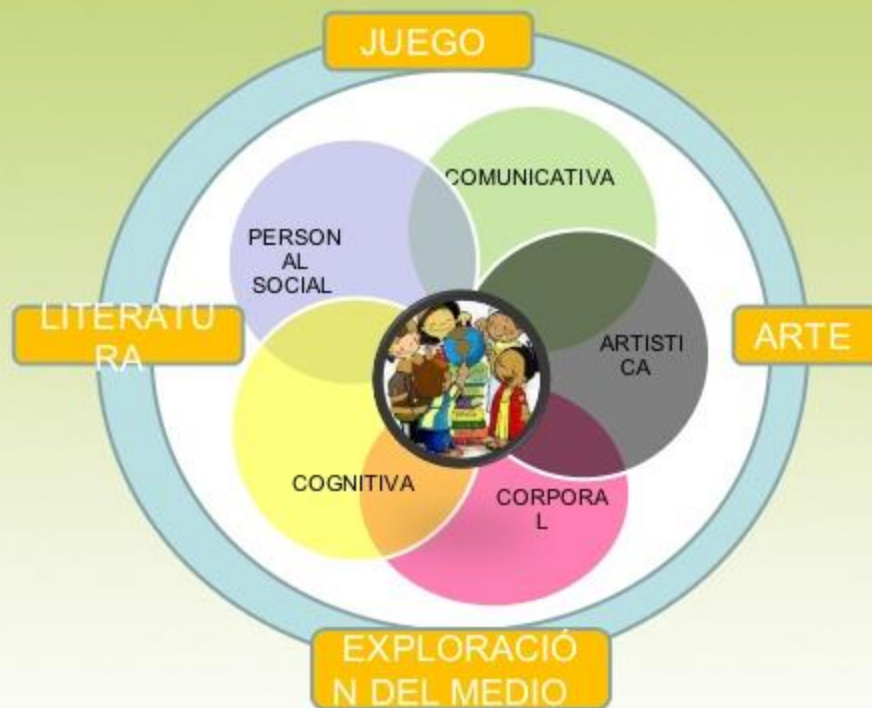 JUEGO
COMUNICATIVA
PERSON
AL
SOCIAL
LITERATU
RA
ARTISTI
CA
ARTE
COGNITIVA
CORPORA
L
EXPLORACIÓ
N DEL MEDIO